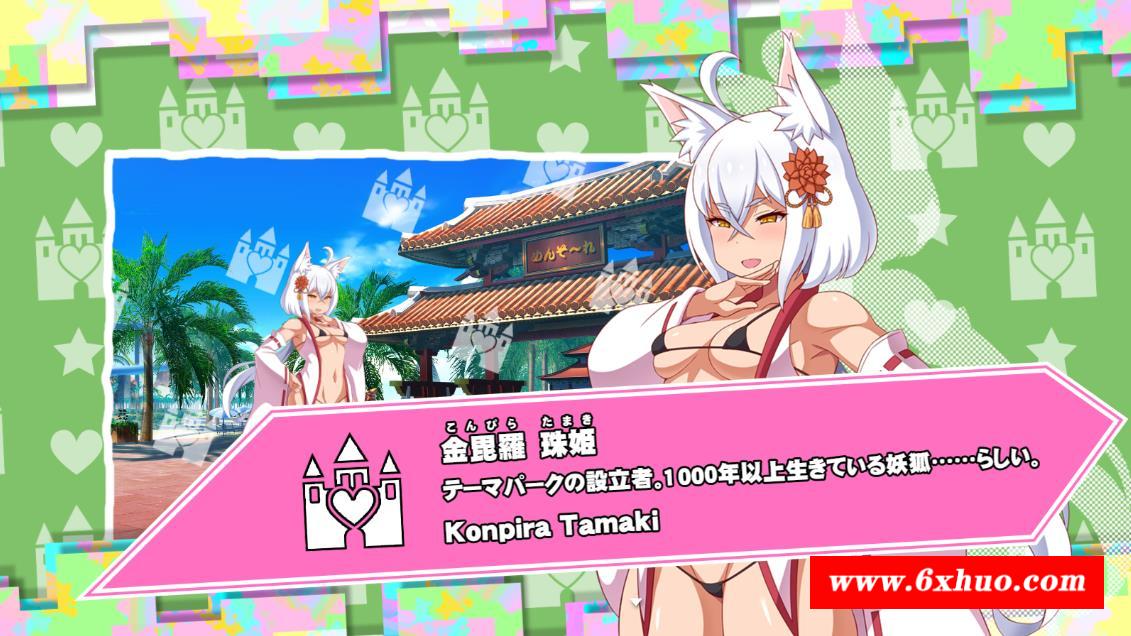 めんそ〜れ
こんぴら たまき
金毘羅 珠姫
テーマパークの設立者。1000年以上生きている妖狐……らしい。
Konpira Tamaki
www.6xhuo.com